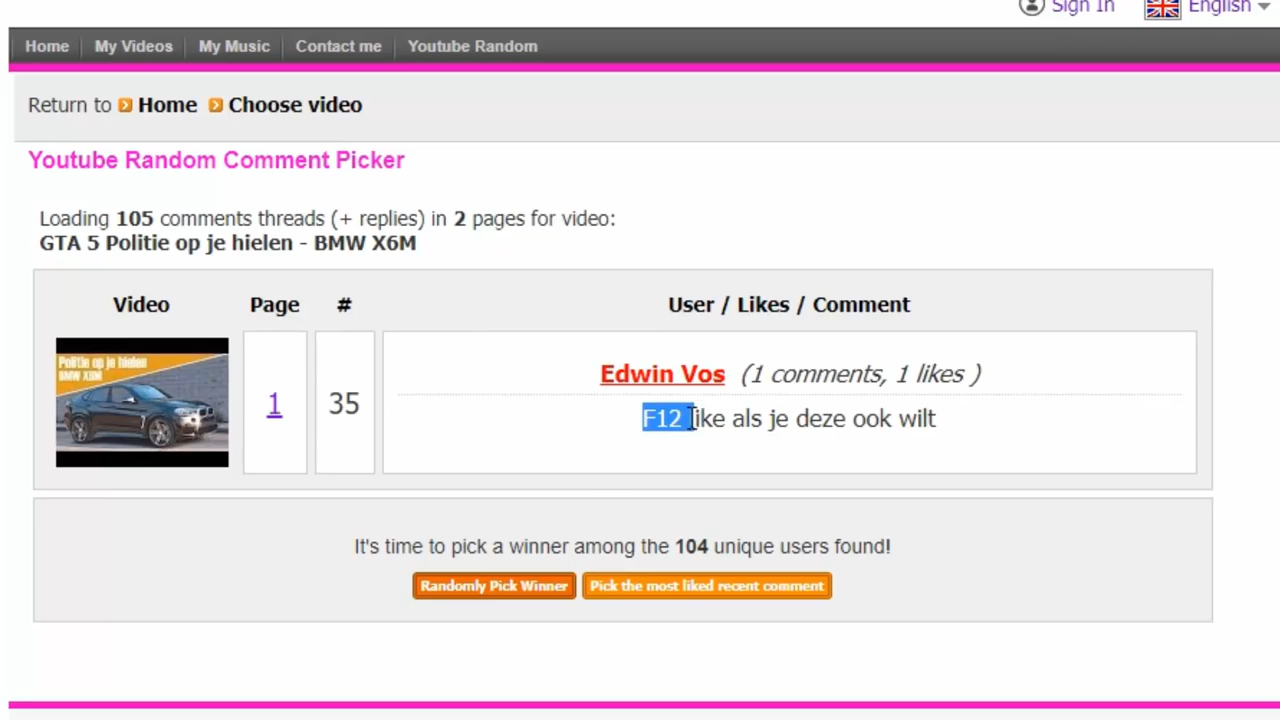 Sign In English
Home My Videos My Music Contact me Youtube Random
Return to Home Choose video
Youtube Random Comment Picker
Loading 105 comments threads (+ replies) in 2 pages for video:
GTA 5 Politie op je hielen - BMW X6M
Video Page # User / Likes / Comment
Politie op je hielen
BMW X6M
1
35
Edwin Vos (1 comments, 1 likes )
F12 like als je deze ook wilt
It's time to pick a winner among the 104 unique users found!
Randomly Pick Winner Pick the most liked recent comment